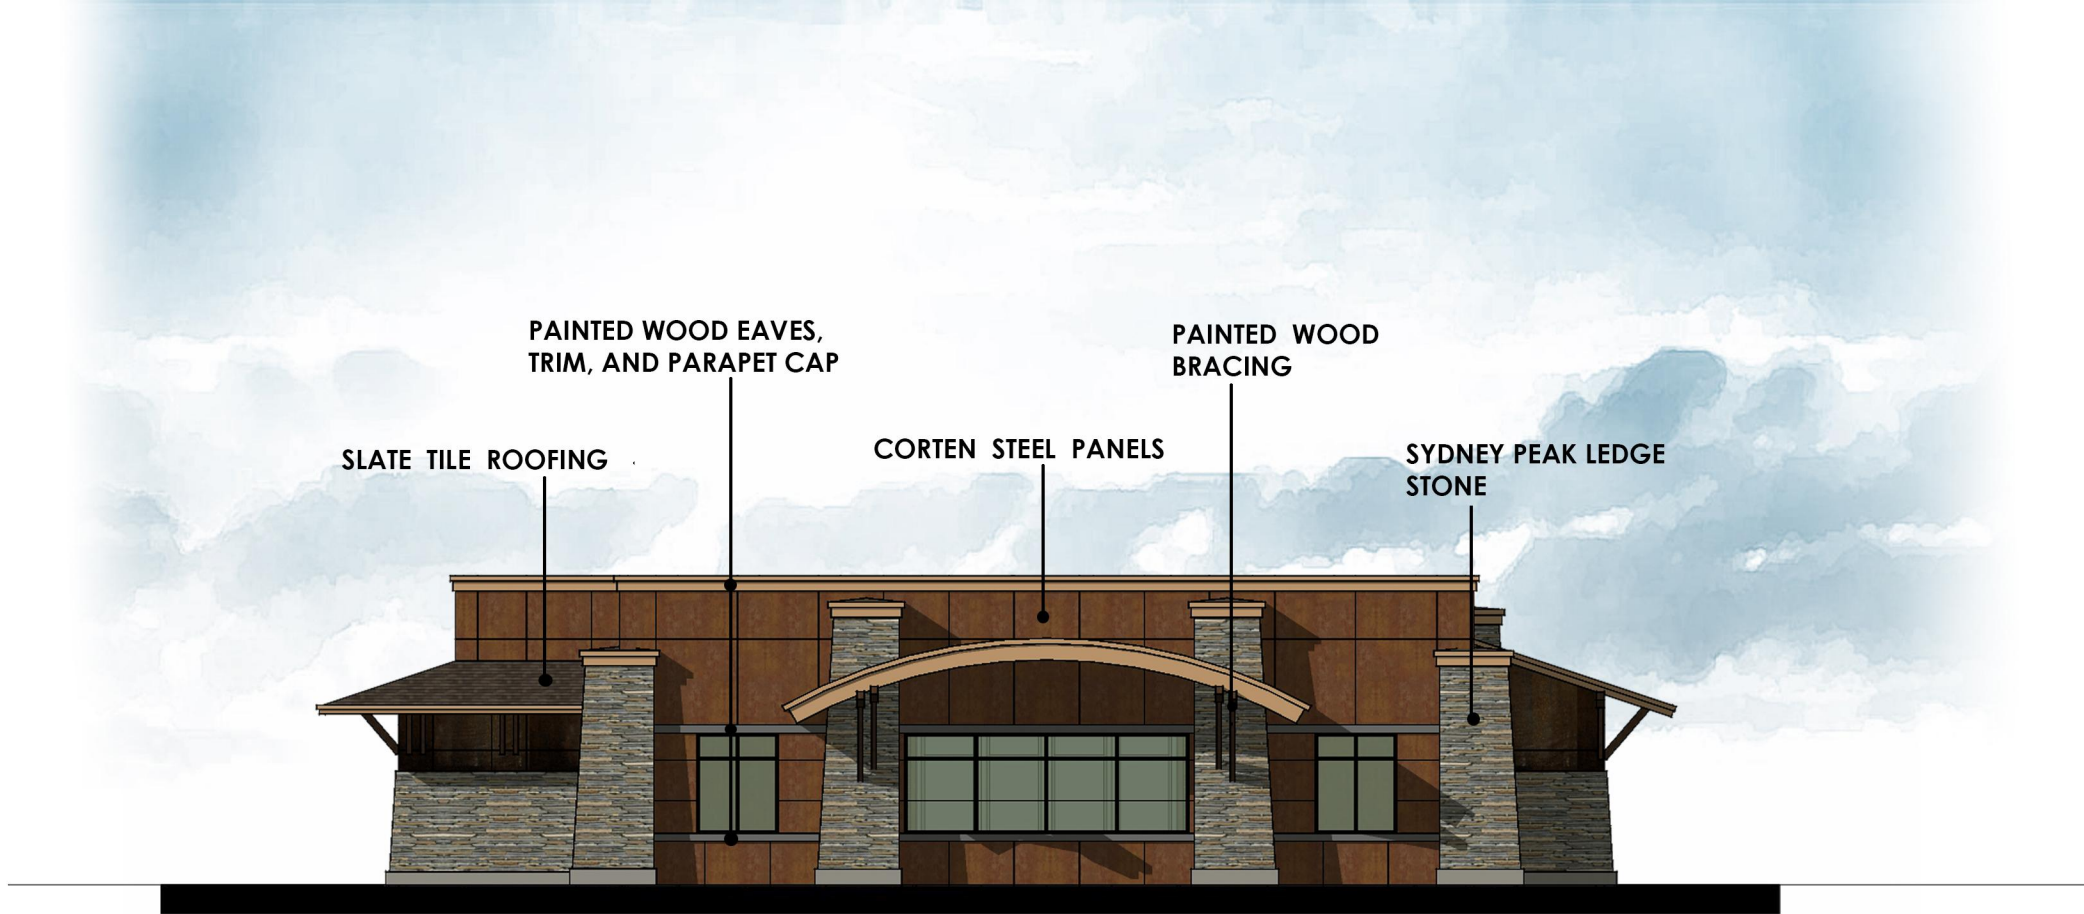 PAINTED WOOD EAVES,
TRIM, AND PARAPET CAP
PAINTED WOOD
BRACING
SLATE TILE ROOFING
CORTEN STEEL PANELS
SYDNEY PEAK LEDGE
STONE